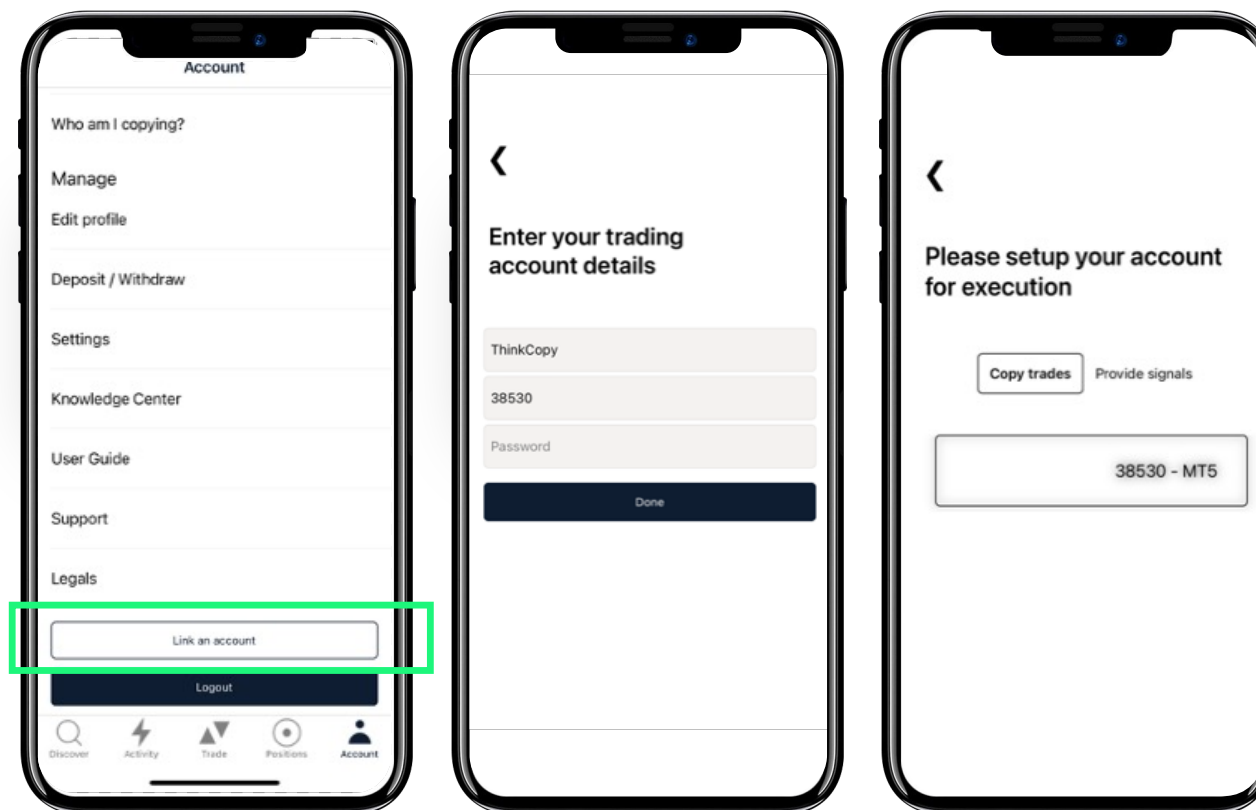 Account
Who am I copying?
Manage
Edit profile
Deposit / Withdraw
Settings
Knowledge Center
User Guide
Support
Legals
Link an account
Logout
Discover
Activity
Trade
Positions
Account
Enter your trading
account details
ThinkCopy
38530
Password
Done
Please setup your account
for execution
Copy trades
Provide signals
38530 - MT5